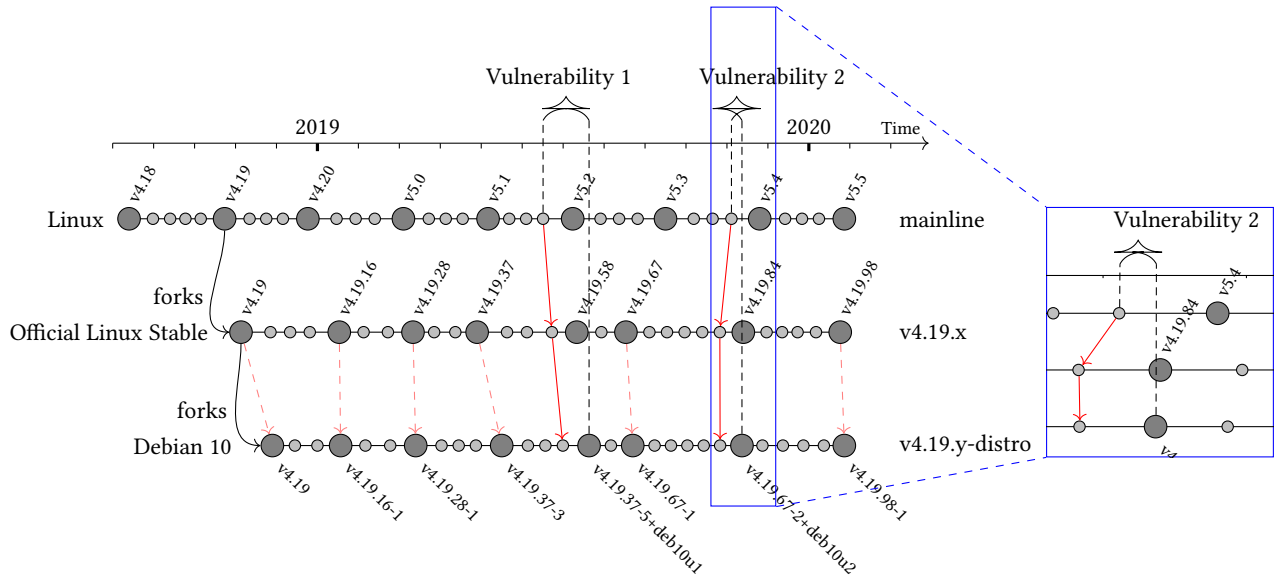 Vulnerability 1
Vulnerability 2
2019
2020
Time
v4.18
v4.19
v4.20
v5.0
v5.1
v5.2
v5.3
v5.4
v5.5
Linux
mainline
forks
v4.19
v4.19.16
v4.19.28
v4.19.37
v4.19.58
v4.19.67
v4.19.84
v4.19.98
Official Linux Stable
v4.19.x
forks
Debian 10
v4.19.y-distro
v4.19
v4.19.16-1
v4.19.28-1
v4.19.37-3
v4.19.37-5+deb10u1
v4.19.67-1
v4.19.67-2+deb10u2
v4.19.98-1
Vulnerability 2
v5.4
v4.19.84